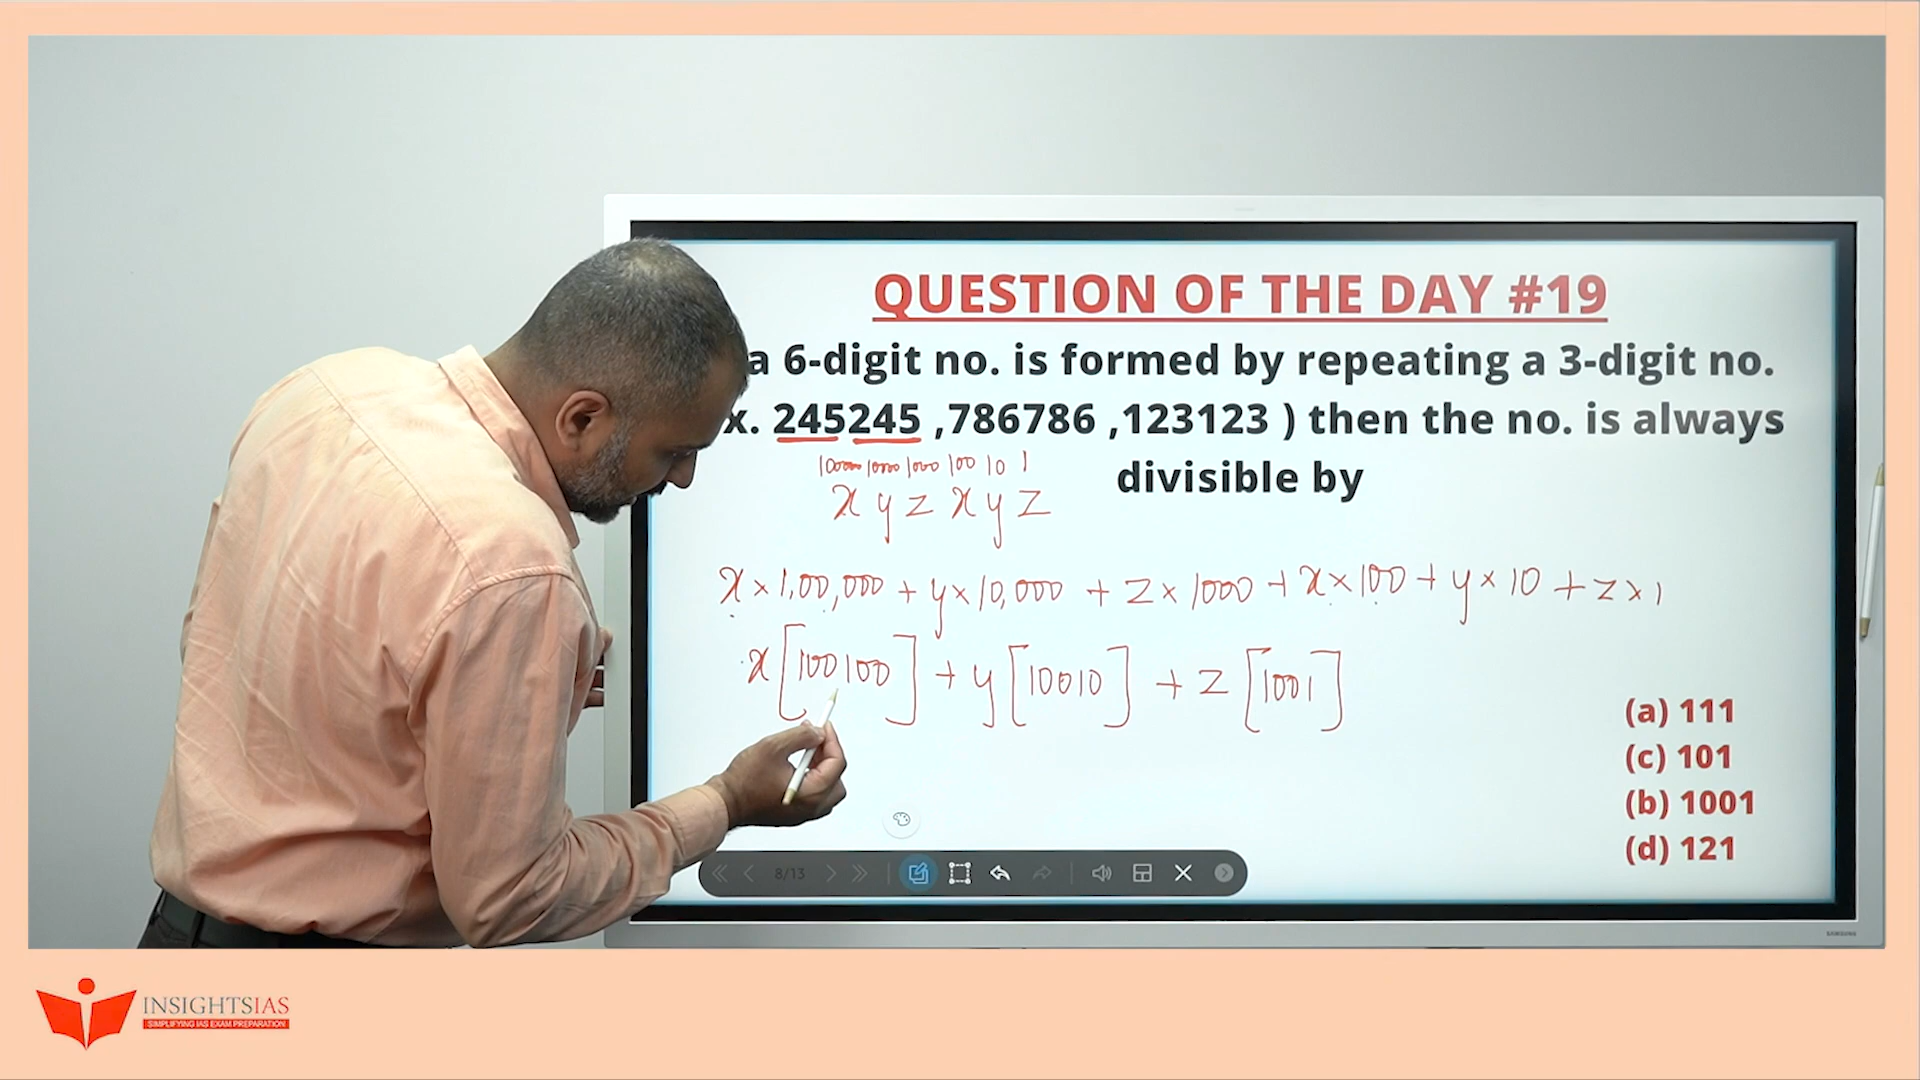 QUESTION OF THE DAY #19
a 6-digit no. is formed by repeating a 3-digit no.
x. 245245 ,786786 ,123123 ) then the no. is always
divisible by
100000 10000 1000 100 10 1
x y z x y z
x × 1,00,000 + y × 10,000 + z × 1000 + x × 100 + y × 10 + z × 1
x [100100] + y [10010] + z [1001]
(a) 111
(c) 101
(b) 1001
(d) 121
8/13
SAMSUNG
INSIGHTSIAS
SIMPLIFYING IAS EXAM PREPARATION